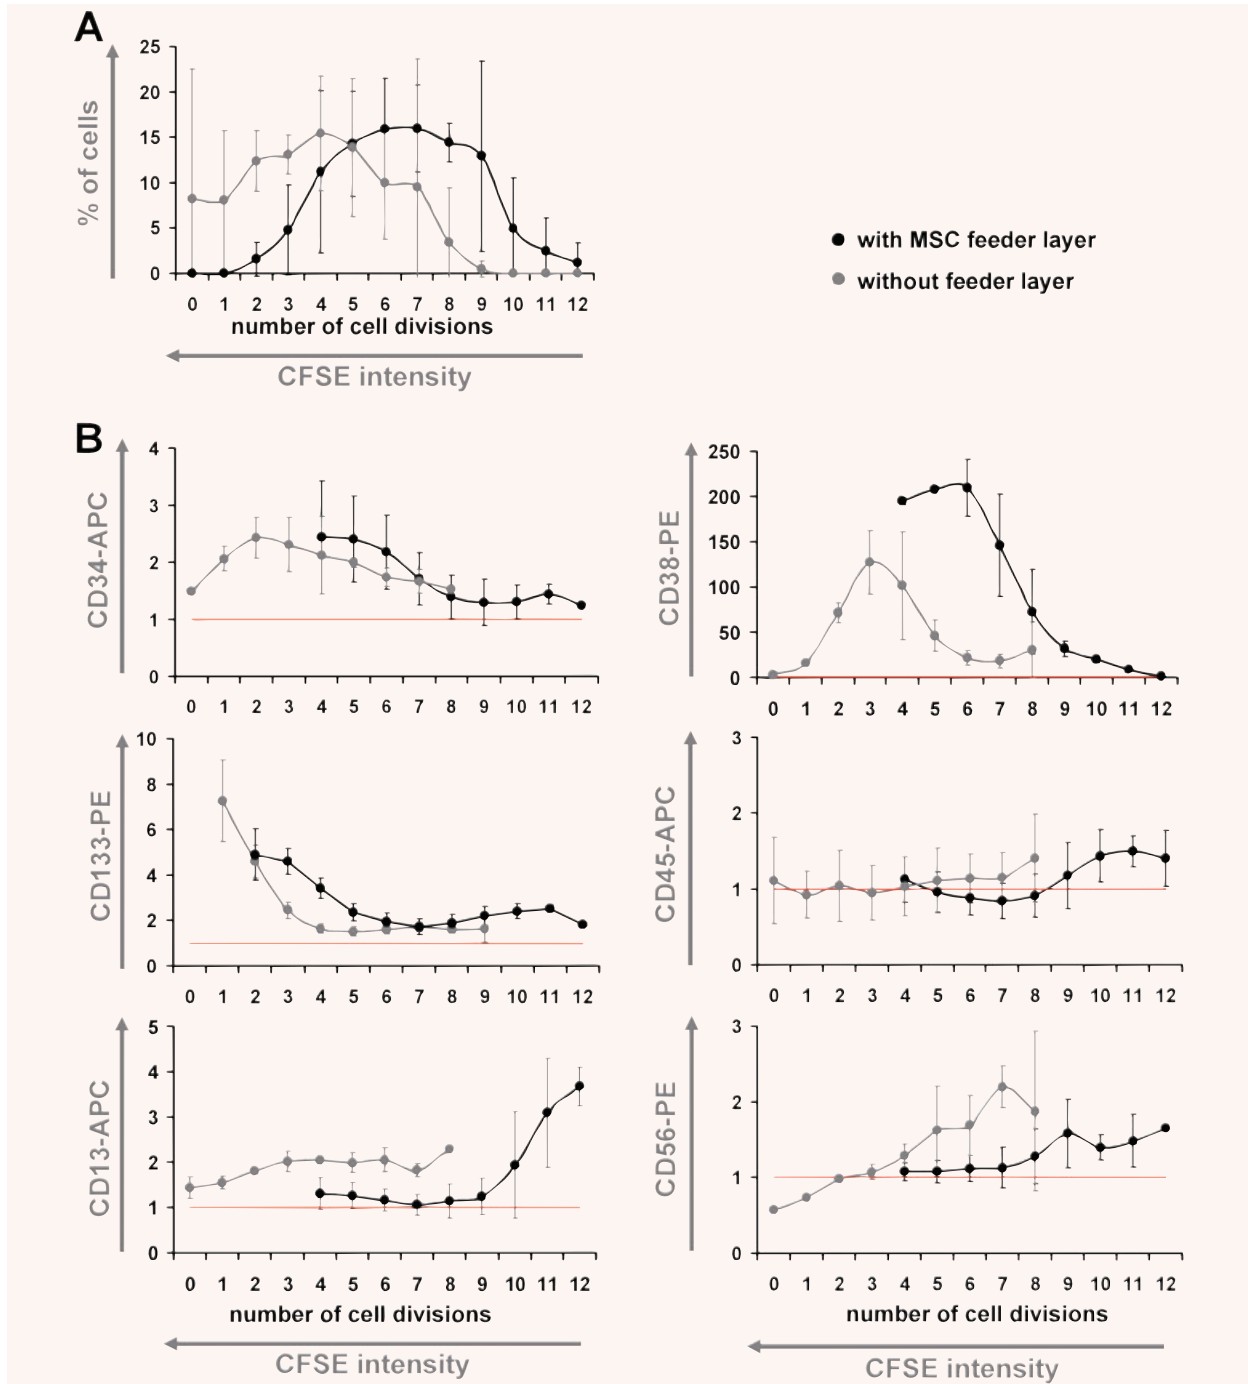 A
% of cells
25
20
15
10
5
0
0 1 2 3 4 5 6 7 8 9 10 11 12
number of cell divisions
CFSE intensity
with MSC feeder layer
without feeder layer
B
CD34-APC
4
3
2
1
0
0 1 2 3 4 5 6 7 8 9 10 11 12
CD38-PE
250
200
150
100
50
0
0 1 2 3 4 5 6 7 8 9 10 11 12
CD133-PE
10
8
6
4
2
0
0 1 2 3 4 5 6 7 8 9 10 11 12
CD45-APC
3
2
1
0
0 1 2 3 4 5 6 7 8 9 10 11 12
CD13-APC
5
4
3
2
1
0
0 1 2 3 4 5 6 7 8 9 10 11 12
number of cell divisions
CFSE intensity
CD56-PE
3
2
1
0
0 1 2 3 4 5 6 7 8 9 10 11 12
number of cell divisions
CFSE intensity